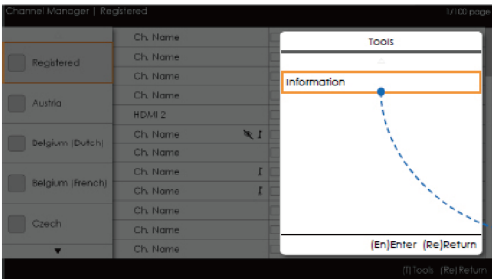 Channel Manager | Registered
1/100 page
Registered
Austria
Belgium (Dutch)
Belgium (French)
Czech
Ch. Name
Ch. Name
Ch. Name
Ch. Name
HDMI 2
Ch. Name
Ch. Name
Ch. Name
Ch. Name
Ch. Name
Ch. Name
Ch. Name
Tools
Information
(En)Enter (Re)Return
(T)Tools (Re)Return